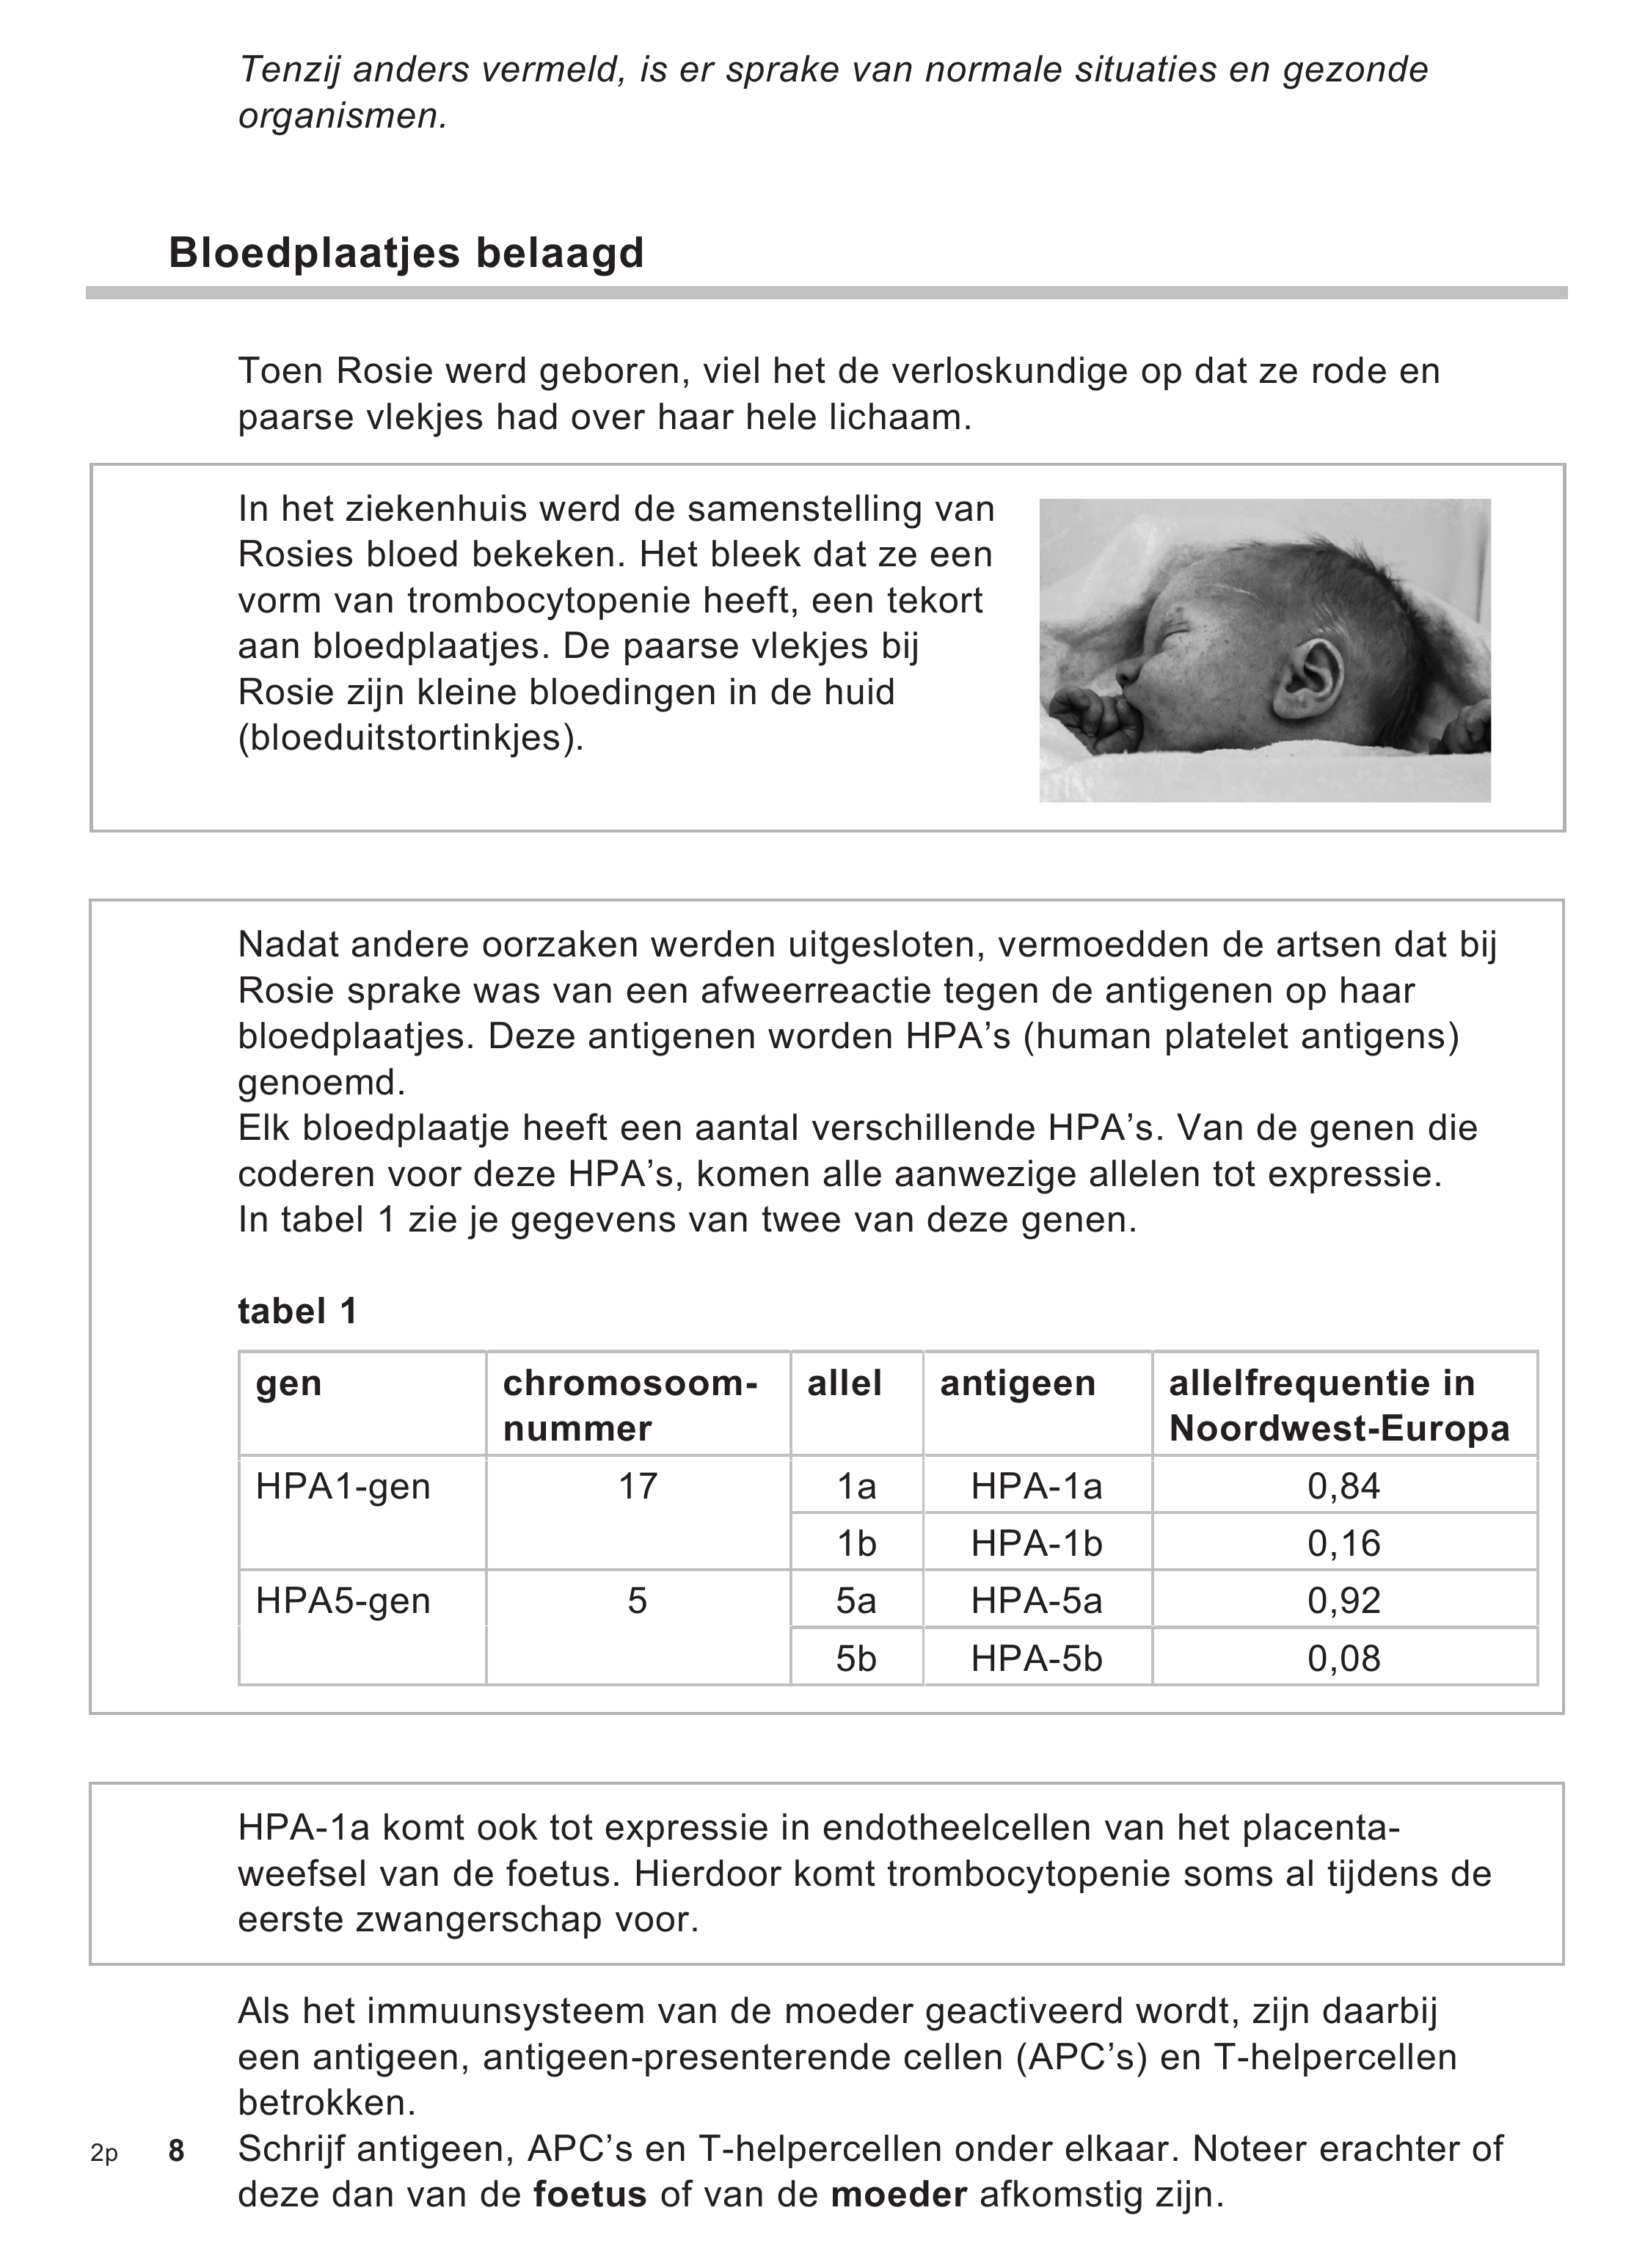 Tenzij anders vermeld, is er sprake van normale situaties en gezonde
organismen.
Bloedplaatjes belaagd
Toen Rosie werd geboren, viel het de verloskundige op dat ze rode en
paarse vlekjes had over haar hele lichaam.
In het ziekenhuis werd de samenstelling van
Rosies bloed bekeken. Het bleek dat ze een
vorm van trombocytopenie heeft, een tekort
aan bloedplaatjes. De paarse vlekjes bij
Rosie zijn kleine bloedingen in de huid
(bloeduitstortinkjes).
Nadat andere oorzaken werden uitgesloten, vermoedden de artsen dat bij
Rosie sprake was van een afweerreactie tegen de antigenen op haar
bloedplaatjes. Deze antigenen worden HPA's (human platelet antigens)
genoemd.
Elk bloedplaatje heeft een aantal verschillende HPA's. Van de genen die
coderen voor deze HPA's, komen alle aanwezige allelen tot expressie.
In tabel 1 zie je gegevens van twee van deze genen.
tabel 1
gen chromosoom- allel antigeen allelfrequentie in
nummer Noordwest-Europa
HPA1-gen 17 1a HPA-1a 0,84
1b HPA-1b 0,16
HPA5-gen 5 5a HPA-5a 0,92
5b HPA-5b 0,08
HPA-1a komt ook tot expressie in endotheelcellen van het placenta-
weefsel van de foetus. Hierdoor komt trombocytopenie soms al tijdens de
eerste zwangerschap voor.
Als het immuunsysteem van de moeder geactiveerd wordt, zijn daarbij
een antigeen, antigeen-presenterende cellen (APC's) en T-helpercellen
betrokken.
2p 8 Schrijf antigeen, APC's en T-helpercellen onder elkaar. Noteer erachter of
deze dan van de foetus of van de moeder afkomstig zijn.